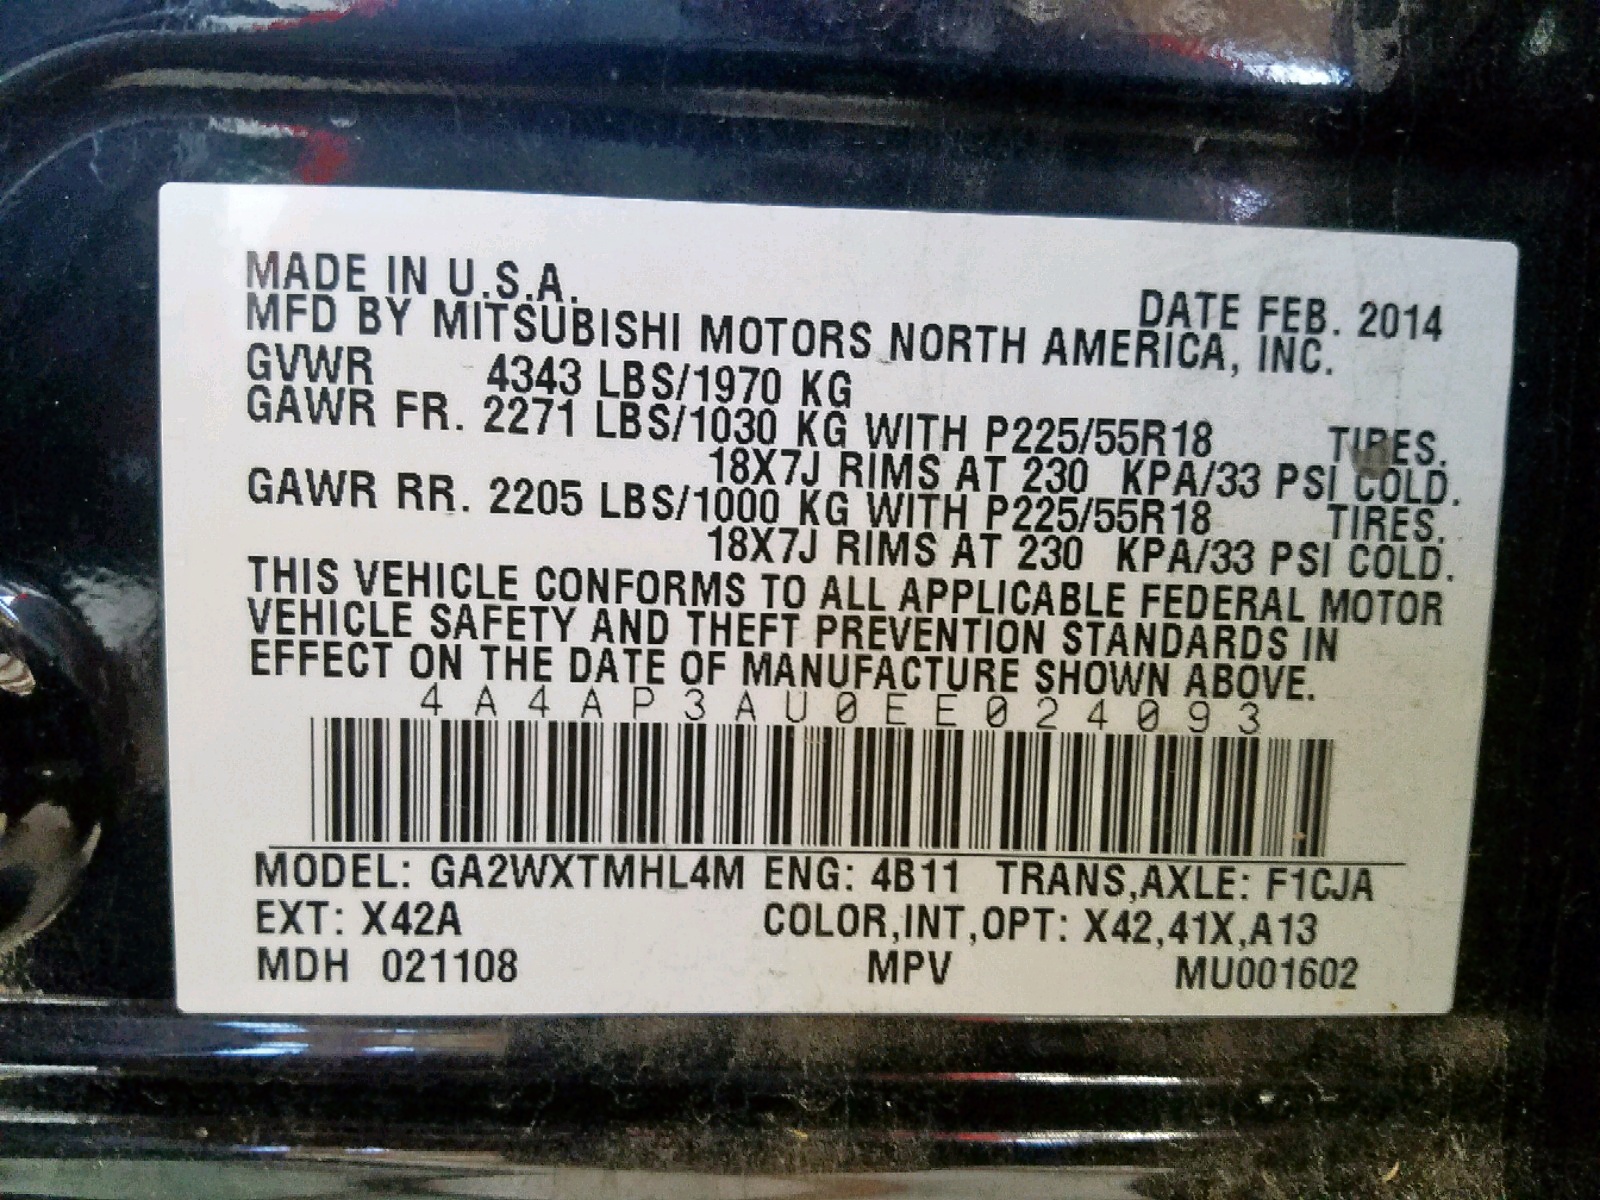 MADE IN U.S.A. DATE FEB. 2014
MFD BY MITSUBISHI MOTORS NORTH AMERICA, INC.
GVWR 4343 LBS/1970 KG
GAWR FR. 2271 LBS/1030 KG WITH P225/55R18 TIRES.
18X7J RIMS AT 230 KPA/33 PSI COLD.
GAWR RR. 2205 LBS/1000 KG WITH P225/55R18 TIRES.
18X7J RIMS AT 230 KPA/33 PSI COLD.
THIS VEHICLE CONFORMS TO ALL APPLICABLE FEDERAL MOTOR
VEHICLE SAFETY AND THEFT PREVENTION STANDARDS IN
EFFECT ON THE DATE OF MANUFACTURE SHOWN ABOVE.
4A4AP3AU0EE024093
MODEL: GA2WXTMHL4M ENG: 4B11 TRANS,AXLE: F1CJA
EXT: X42A COLOR,INT,OPT: X42,41X,A13
MDH 021108 MPV MU001602